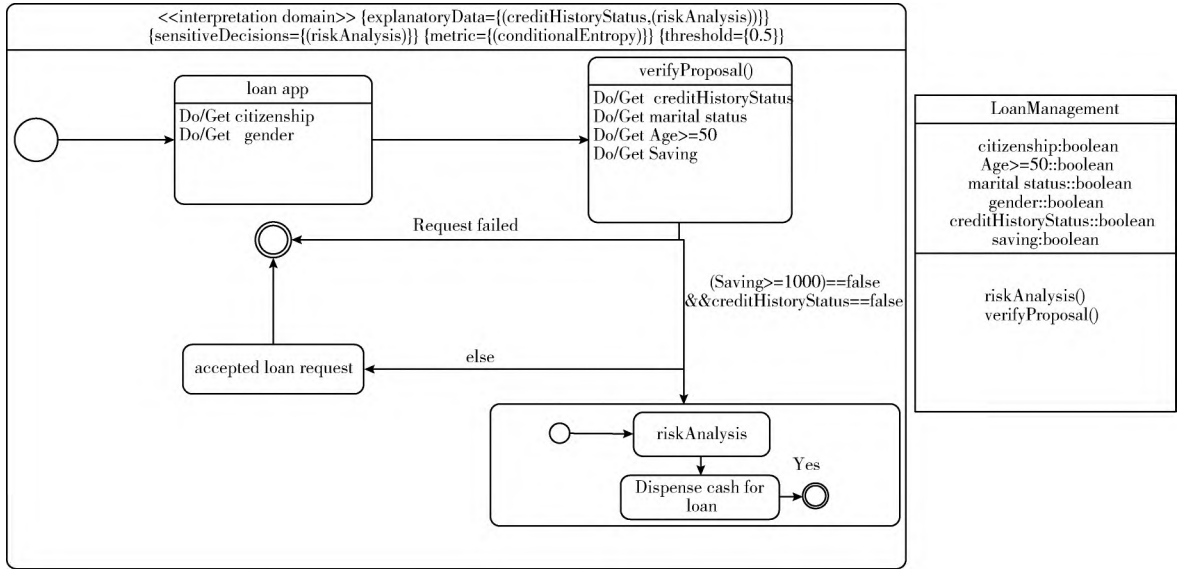 <<interpretation domain>> {explanatoryData={(creditHistoryStatus,(riskAnalysis))}}
{sensitiveDecisions={(riskAnalysis)}} {metric={(conditionalEntropy)}} {threshold={0.5}}
loan app
Do/Get citizenship
Do/Get gender
verifyProposal()
Do/Get creditHistoryStatus
Do/Get marital status
Do/Get Age>=50
Do/Get Saving
Request failed
(Saving>=1000)==false
&&creditHistoryStatus==false
else
accepted loan request
riskAnalysis
Yes
Dispense cash for
loan
LoanManagement
citizenship:boolean
Age>=50::boolean
marital status::boolean
gender::boolean
creditHistoryStatus::boolean
saving:boolean
riskAnalysis()
verifyProposal()